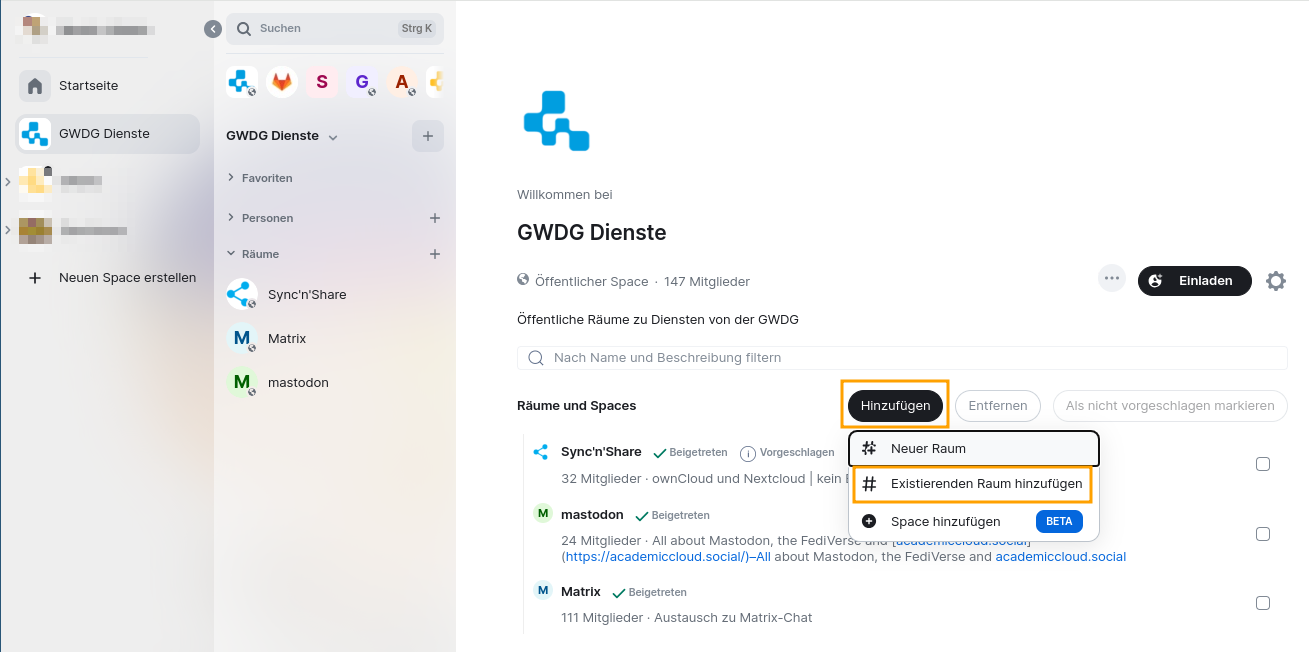 Startseite
GWDG Dienste
Neuen Space erstellen
Suchen
Strg K
S
G
A
GWDG Dienste
Favoriten
Personen
Räume
Sync'n'Share
M
Matrix
M
mastodon
Willkommen bei
GWDG Dienste
Öffentlicher Space · 147 Mitglieder
Einladen
Öffentliche Räume zu Diensten von der GWDG
Nach Name und Beschreibung filtern
Räume und Spaces
Hinzufügen
Entfernen
Als nicht vorgeschlagen markieren
Neuer Raum
Existierenden Raum hinzufügen
Space hinzufügen
BETA
Sync'n'Share Beigetreten Vorgeschlagen
32 Mitglieder · ownCloud und Nextcloud | kein
M mastodon Beigetreten
24 Mitglieder · All about Mastodon, the FediVerse and [academiccloud.social]
(https://academiccloud.social/)–All about Mastodon, the FediVerse and academiccloud.social
M Matrix Beigetreten
111 Mitglieder · Austausch zu Matrix-Chat